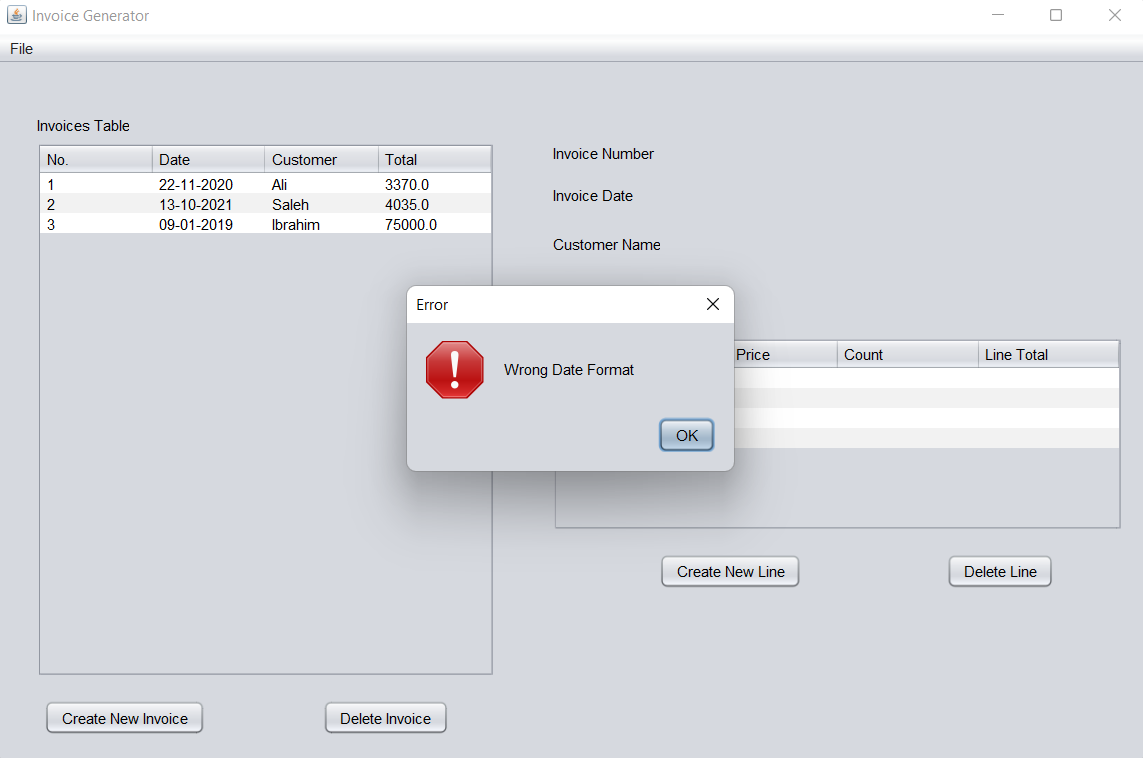 Invoice Generator
File
Invoices Table
No. Date Customer Total
1 22-11-2020 Ali 3370.0
2 13-10-2021 Saleh 4035.0
3 09-01-2019 Ibrahim 75000.0
Create New Invoice Delete Invoice
Invoice Number
Invoice Date
Customer Name
Price Count Line Total
Create New Line Delete Line
Error
Wrong Date Format
OK